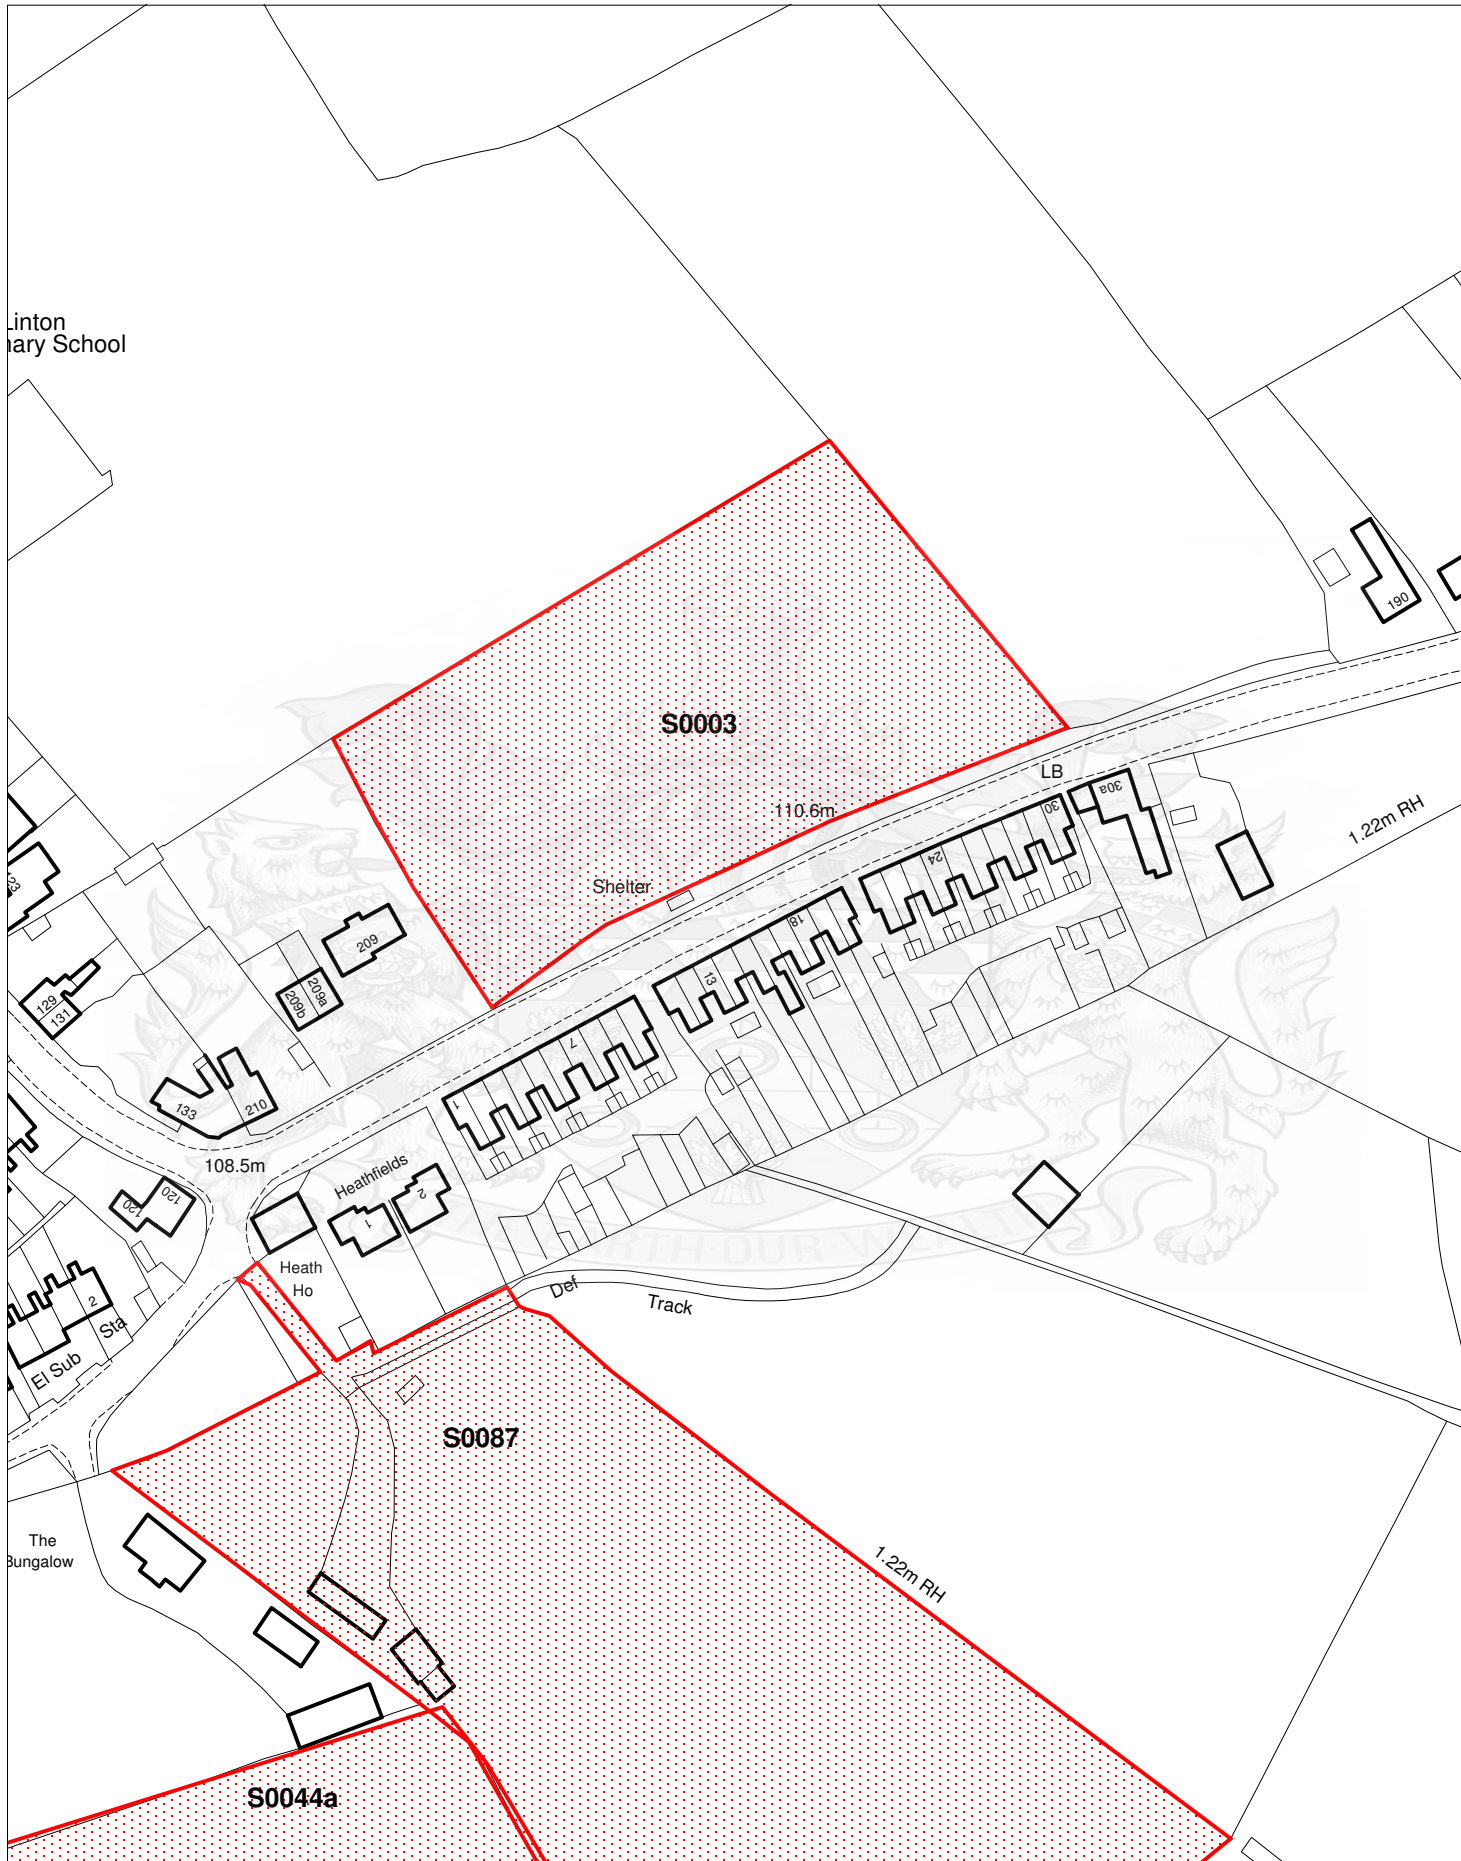 Linton
nary School
S0003
190
LB
110.6m
30a
30
1.22m RH
24
Shelter
18
123
209
13
209a
209b
129
131
7
133
210
1
108.5m
Heathfields
120
120
2
1
Heath
Ho
Def
Track
2
Sta
El Sub
S0087
The
Bungalow
1.22m RH
S0044a